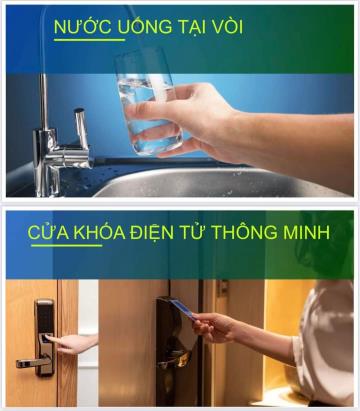 NƯỚC UỐNG TẠI VÒI
CỬA KHÓA ĐIỆN TỬ THÔNG MINH